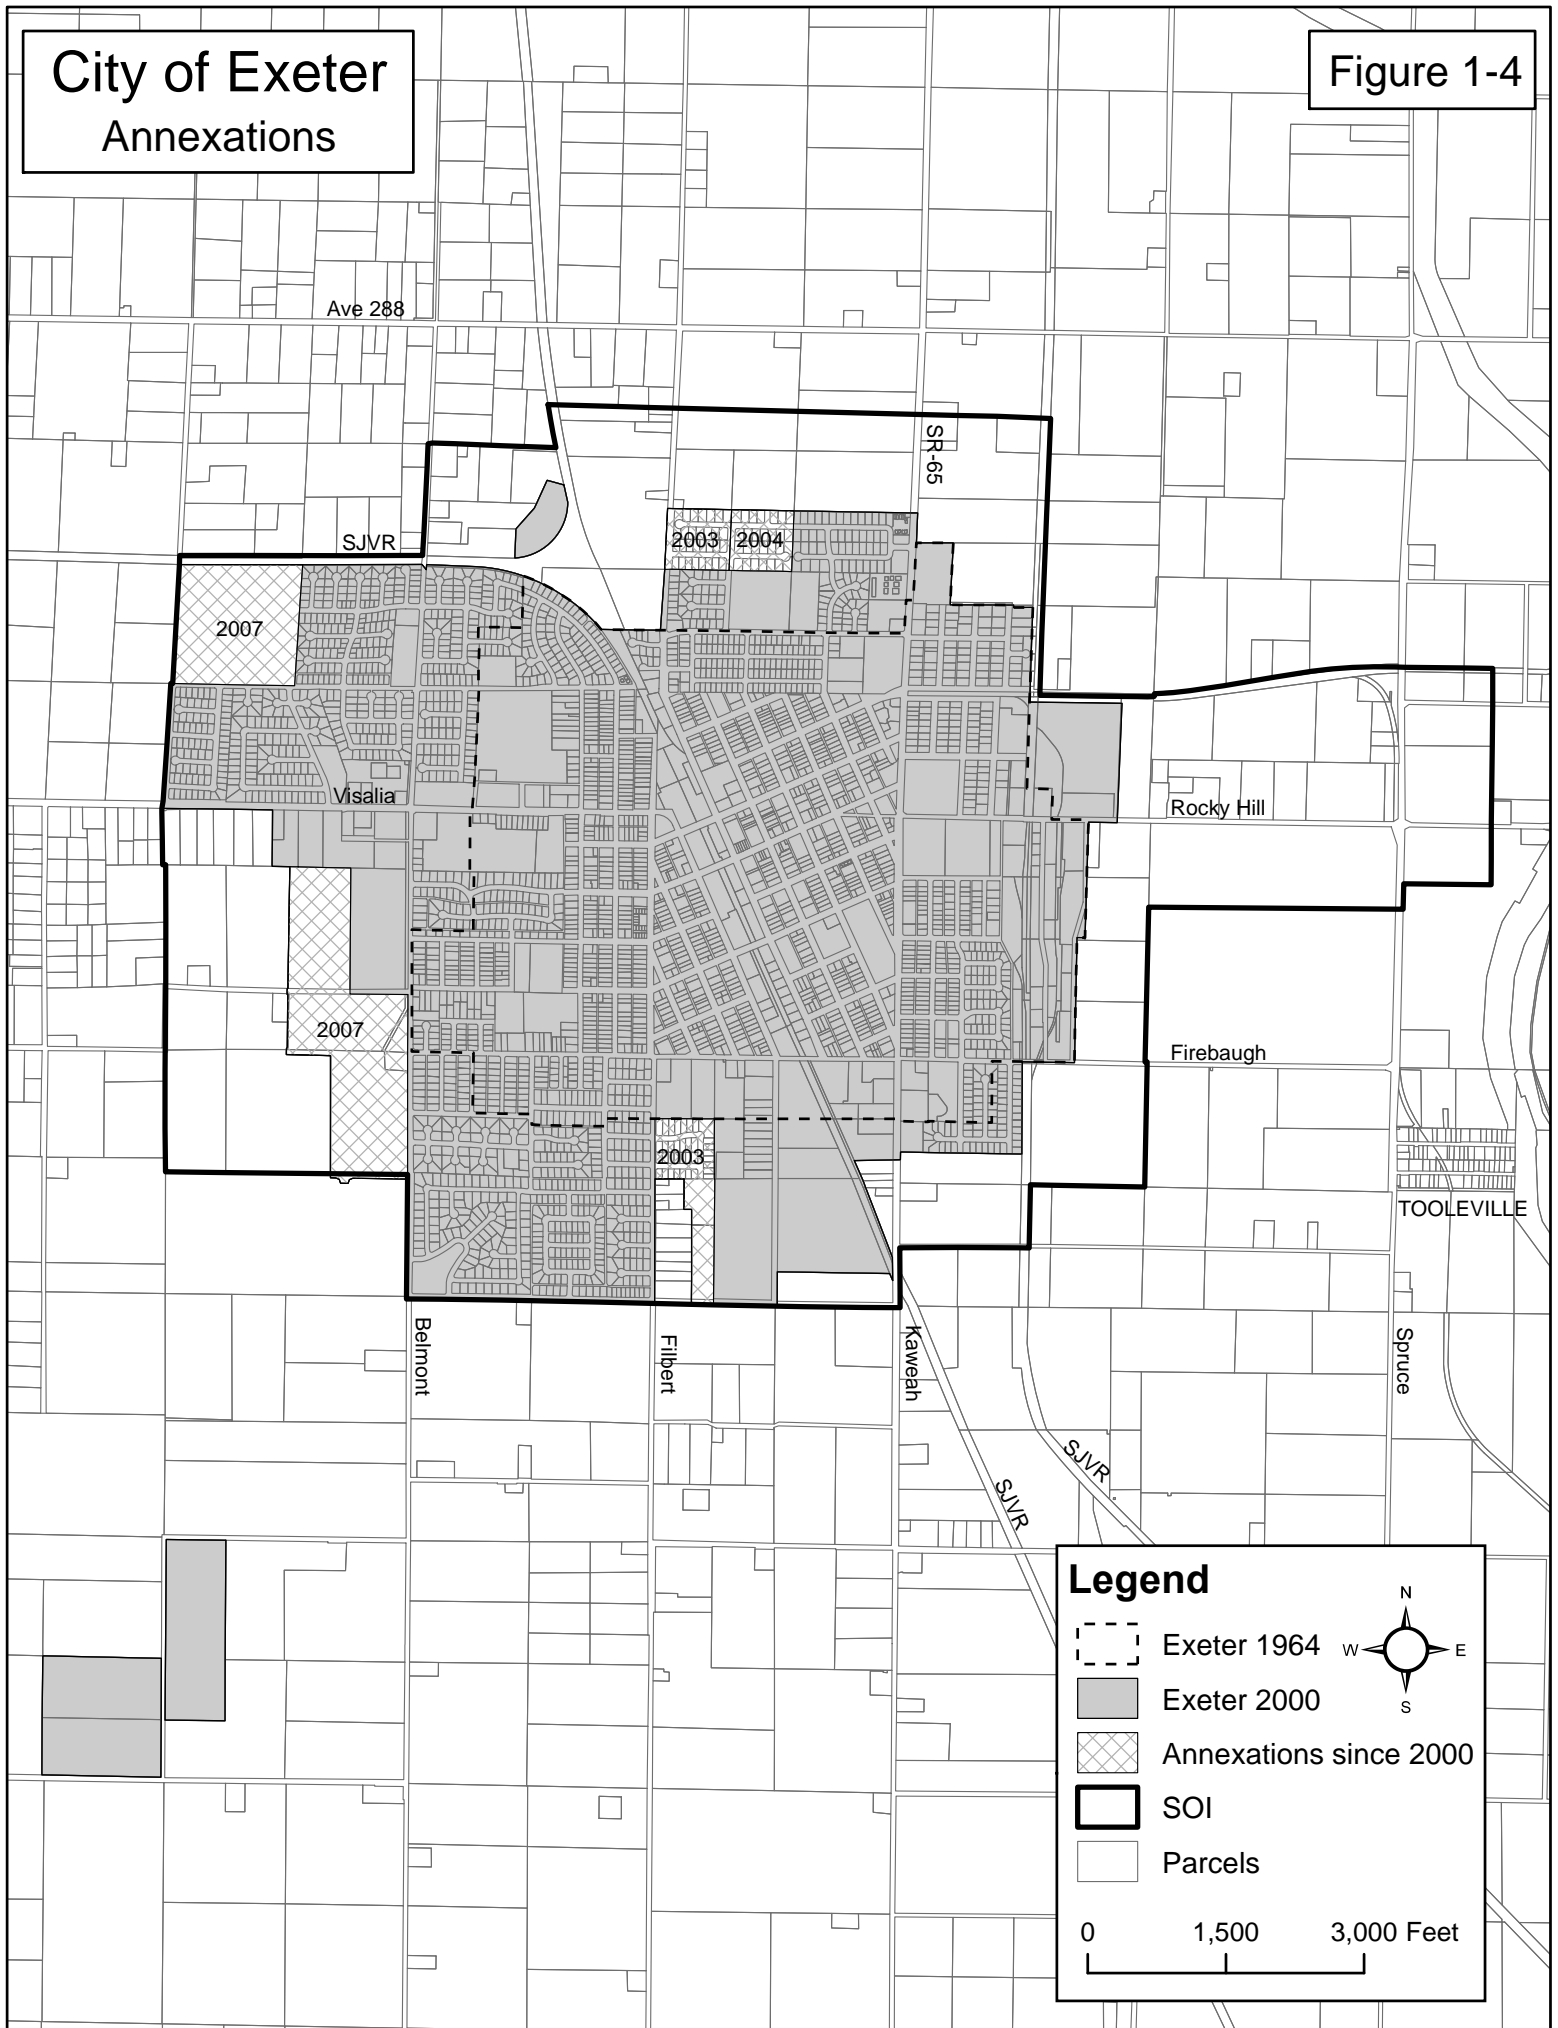 City of Exeter
Annexations
Figure 1-4
Ave 288
SR-65
SJVR
2003
2004
2007
Visalia
Rocky Hill
2007
Firebaugh
2003
TOOLEVILLE
Belmont
Filbert
Kaweah
Spruce
SJVR
SJVR
Legend
Exeter 1964
Exeter 2000
Annexations since 2000
SOI
Parcels
N
W
E
S
0 1,500 3,000 Feet